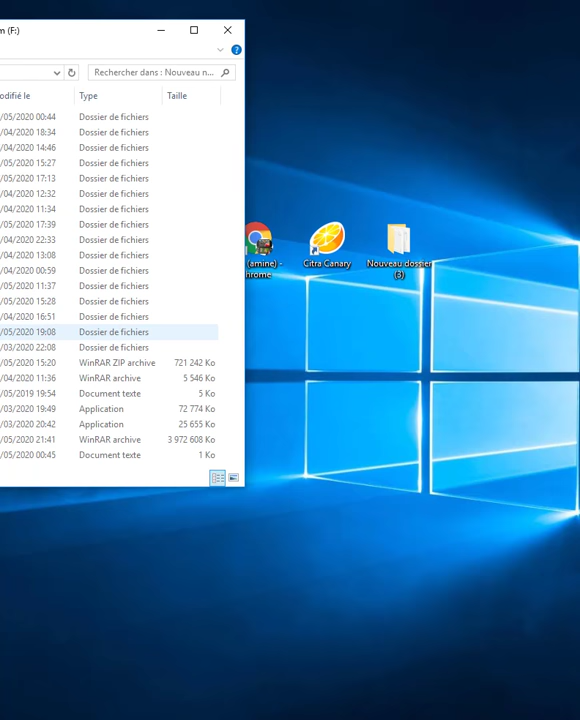 m (F:)
Rechercher dans : Nouveau n...
odifié le Type Taille
/05/2020 00:44 Dossier de fichiers
/04/2020 18:34 Dossier de fichiers
/04/2020 14:46 Dossier de fichiers
/05/2020 15:27 Dossier de fichiers
/05/2020 17:13 Dossier de fichiers
/04/2020 12:32 Dossier de fichiers
/04/2020 11:34 Dossier de fichiers
/05/2020 17:39 Dossier de fichiers
/04/2020 22:33 Dossier de fichiers
/04/2020 13:08 Dossier de fichiers
/04/2020 00:59 Dossier de fichiers
/05/2020 11:37 Dossier de fichiers
/05/2020 15:28 Dossier de fichiers
/04/2020 16:51 Dossier de fichiers
/05/2020 19:08 Dossier de fichiers
/03/2020 22:08 Dossier de fichiers
/05/2020 15:20 WinRAR ZIP archive 721 242 Ko
/04/2020 11:36 WinRAR archive 5 546 Ko
/05/2019 19:54 Document texte 5 Ko
/03/2020 19:49 Application 72 774 Ko
/03/2020 20:42 Application 25 655 Ko
/05/2020 21:41 WinRAR archive 3 972 608 Ko
/05/2020 00:45 Document texte 1 Ko
(amine) -
hrome
Citra Canary
Nouveau dossier
(3)